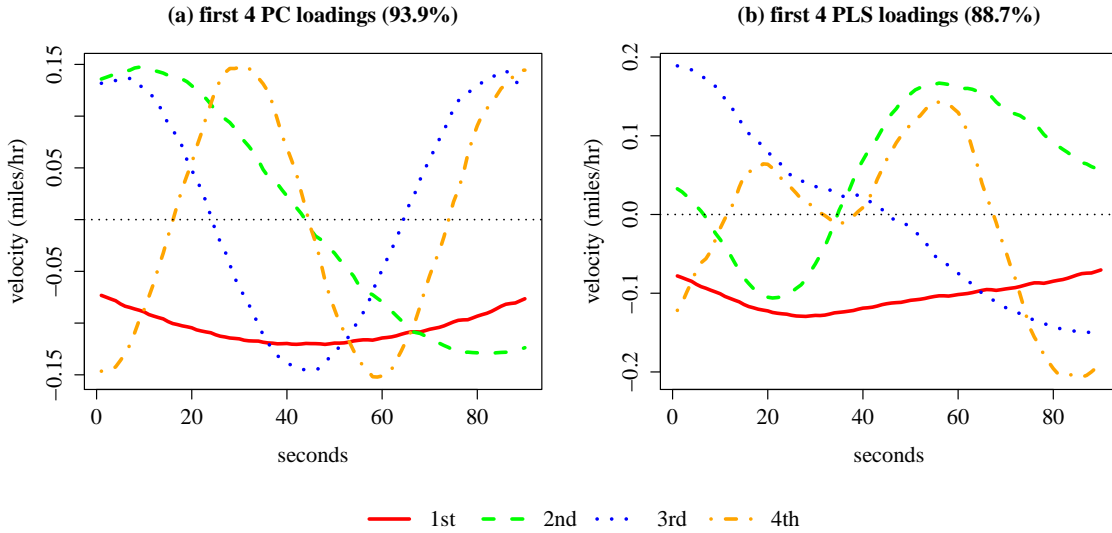 (a) first 4 PC loadings (93.9%)
velocity (miles/hr)
0.15
0.05
−0.05
−0.15
0
20
40
60
80
seconds
(b) first 4 PLS loadings (88.7%)
velocity (miles/hr)
0.2
0.1
0.0
−0.1
−0.2
0
20
40
60
80
seconds
1st
2nd
3rd
4th